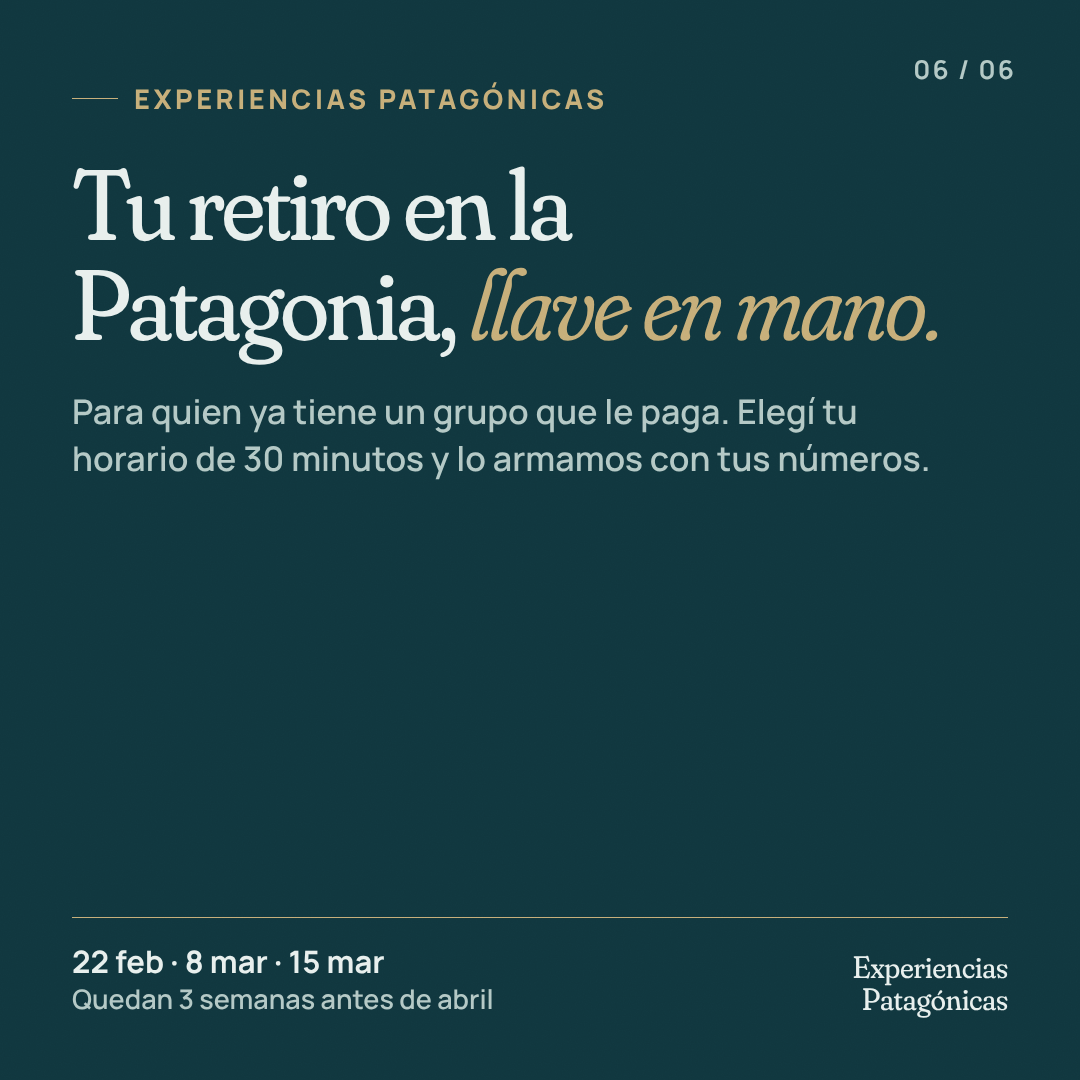 06 / 06
EXPERIENCIAS PATAGÓNICAS
Tu retiro en la
Patagonia, llave en mano.
Para quien ya tiene un grupo que le paga. Elegí tu
horario de 30 minutos y lo armamos con tus números.
22 feb · 8 mar · 15 mar
Quedan 3 semanas antes de abril
Experiencias
Patagónicas